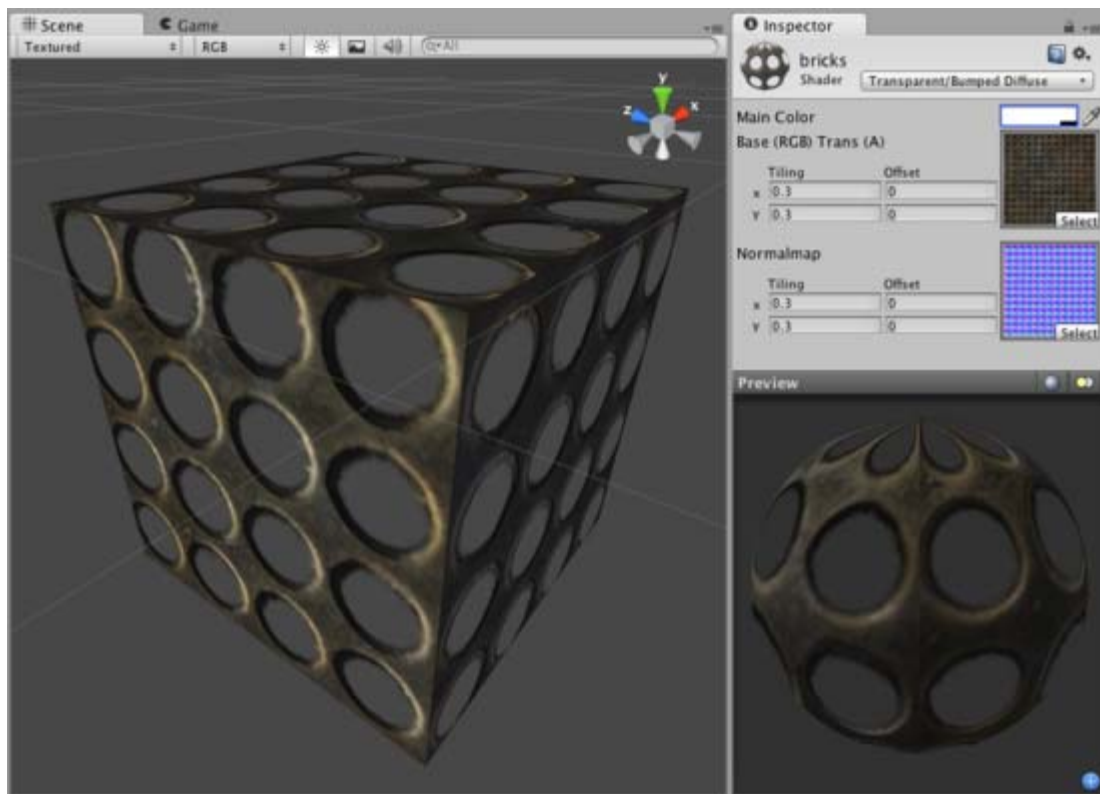 Scene
Game
Textured
RGB
All
y
z
x
Inspector
bricks
Shader
Transparent/Bumped Diffuse
Main Color
Base (RGB) Trans (A)
Tiling Offset
x 0.3 0
y 0.3 0
Select
Normalmap
Tiling Offset
x 0.3 0
y 0.3 0
Select
Preview